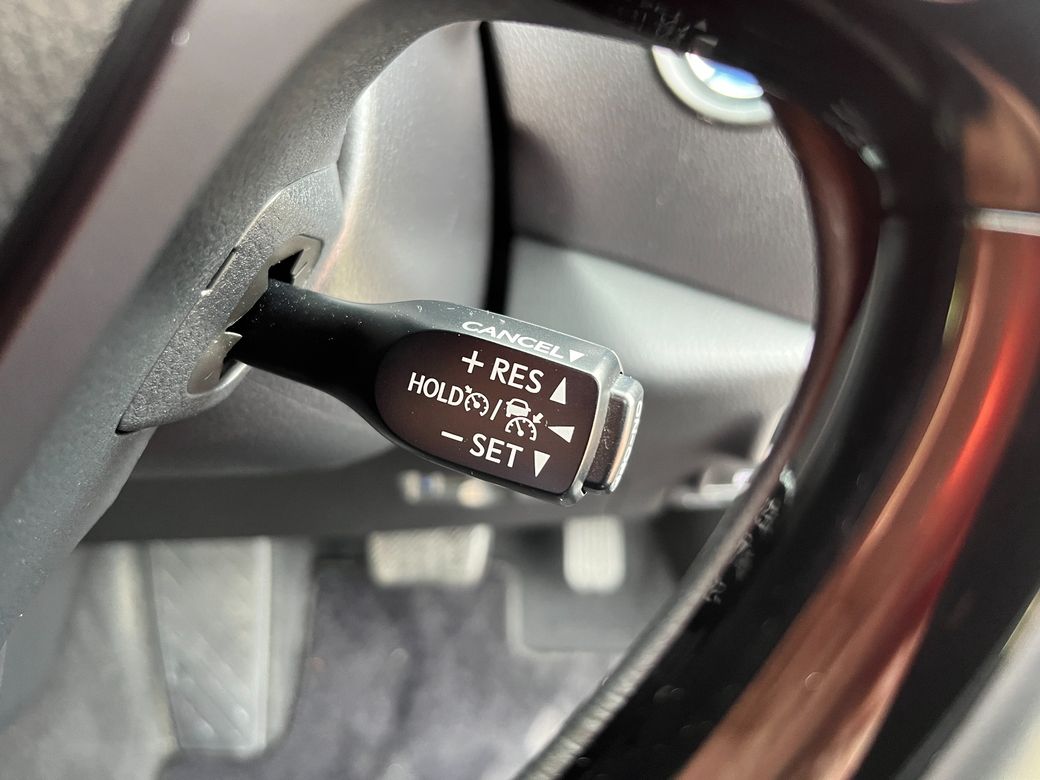 CANCEL▼
+ RES ▲
HOLD / ◀
− SET ▼